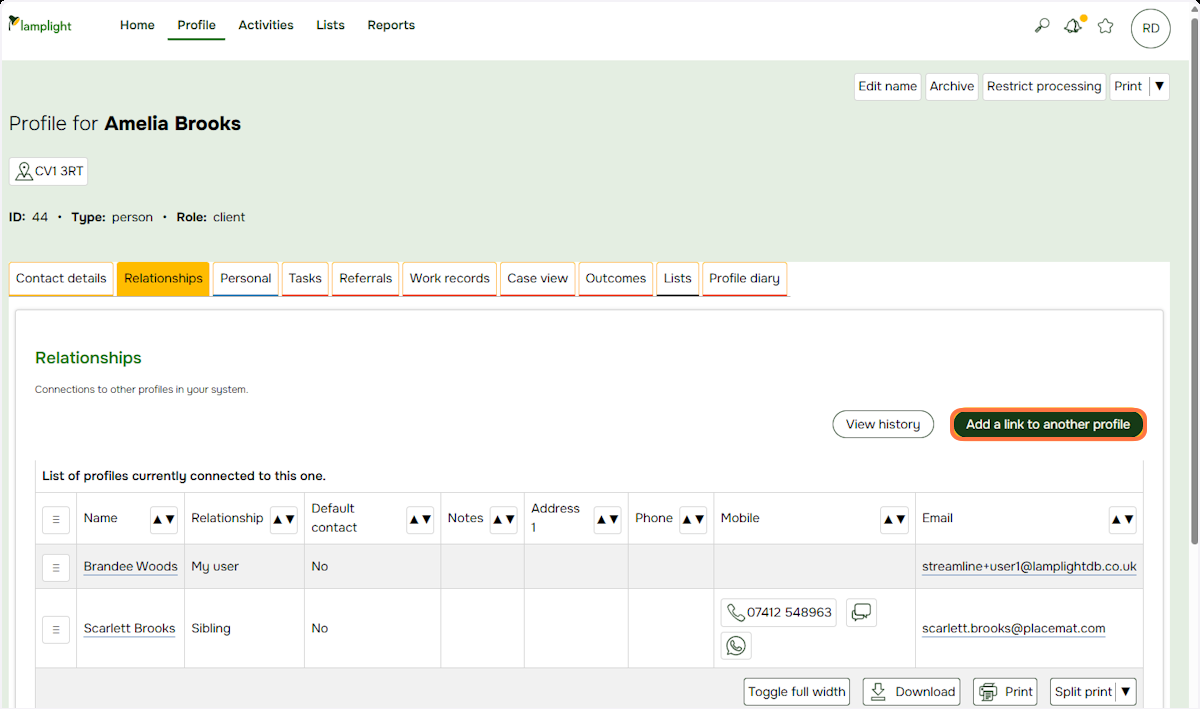 lamplight
Home Profile Activities Lists Reports
RD
Edit name Archive Restrict processing Print ▼
Profile for Amelia Brooks
CV1 3RT
ID: 44 · Type: person · Role: client
Contact details Relationships Personal Tasks Referrals Work records Case view Outcomes Lists Profile diary
Relationships
Connections to other profiles in your system.
View history Add a link to another profile
List of profiles currently connected to this one.
Name ▲▼ Relationship ▲▼ Default contact ▲▼ Notes ▲▼ Address 1 ▲▼ Phone ▲▼ Mobile ▲▼ Email ▲▼
Brandee Woods My user No streamline+user1@lamplightdb.co.uk
Scarlett Brooks Sibling No 07412 548963 scarlett.brooks@placemat.com
Toggle full width Download Print Split print ▼